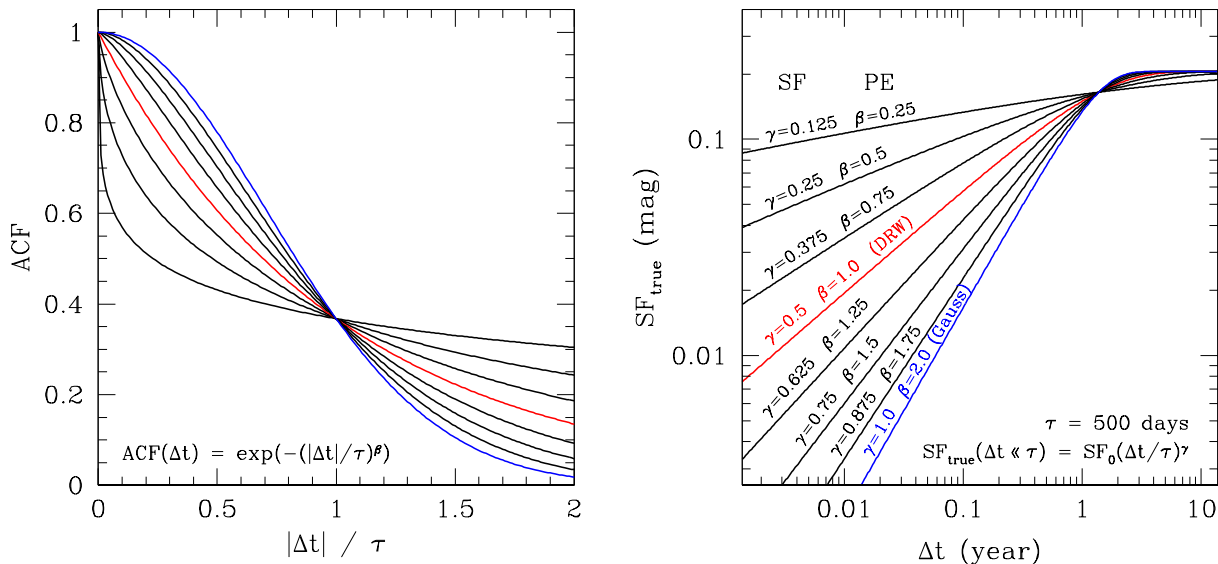 1
0.8
0.6
0.4
0.2
0
ACF
ACF(Δt) = exp(−(|Δt|/τ)^β)
0 0.5 1 1.5 2
|Δt| / τ
0.1
0.01
SF_true (mag)
SF PE
γ=0.125 β=0.25
γ=0.25 β=0.5
γ=0.375 β=0.75
γ=0.5 β=1.0 (DRW)
γ=0.625 β=1.25
γ=0.75 β=1.5
γ=0.875 β=1.75
γ=1.0 β=2.0 (Gauss)
τ = 500 days
SF_true(Δt ≪ τ) = SF_0(Δt/τ)^γ
0.01 0.1 1 10
Δt (year)